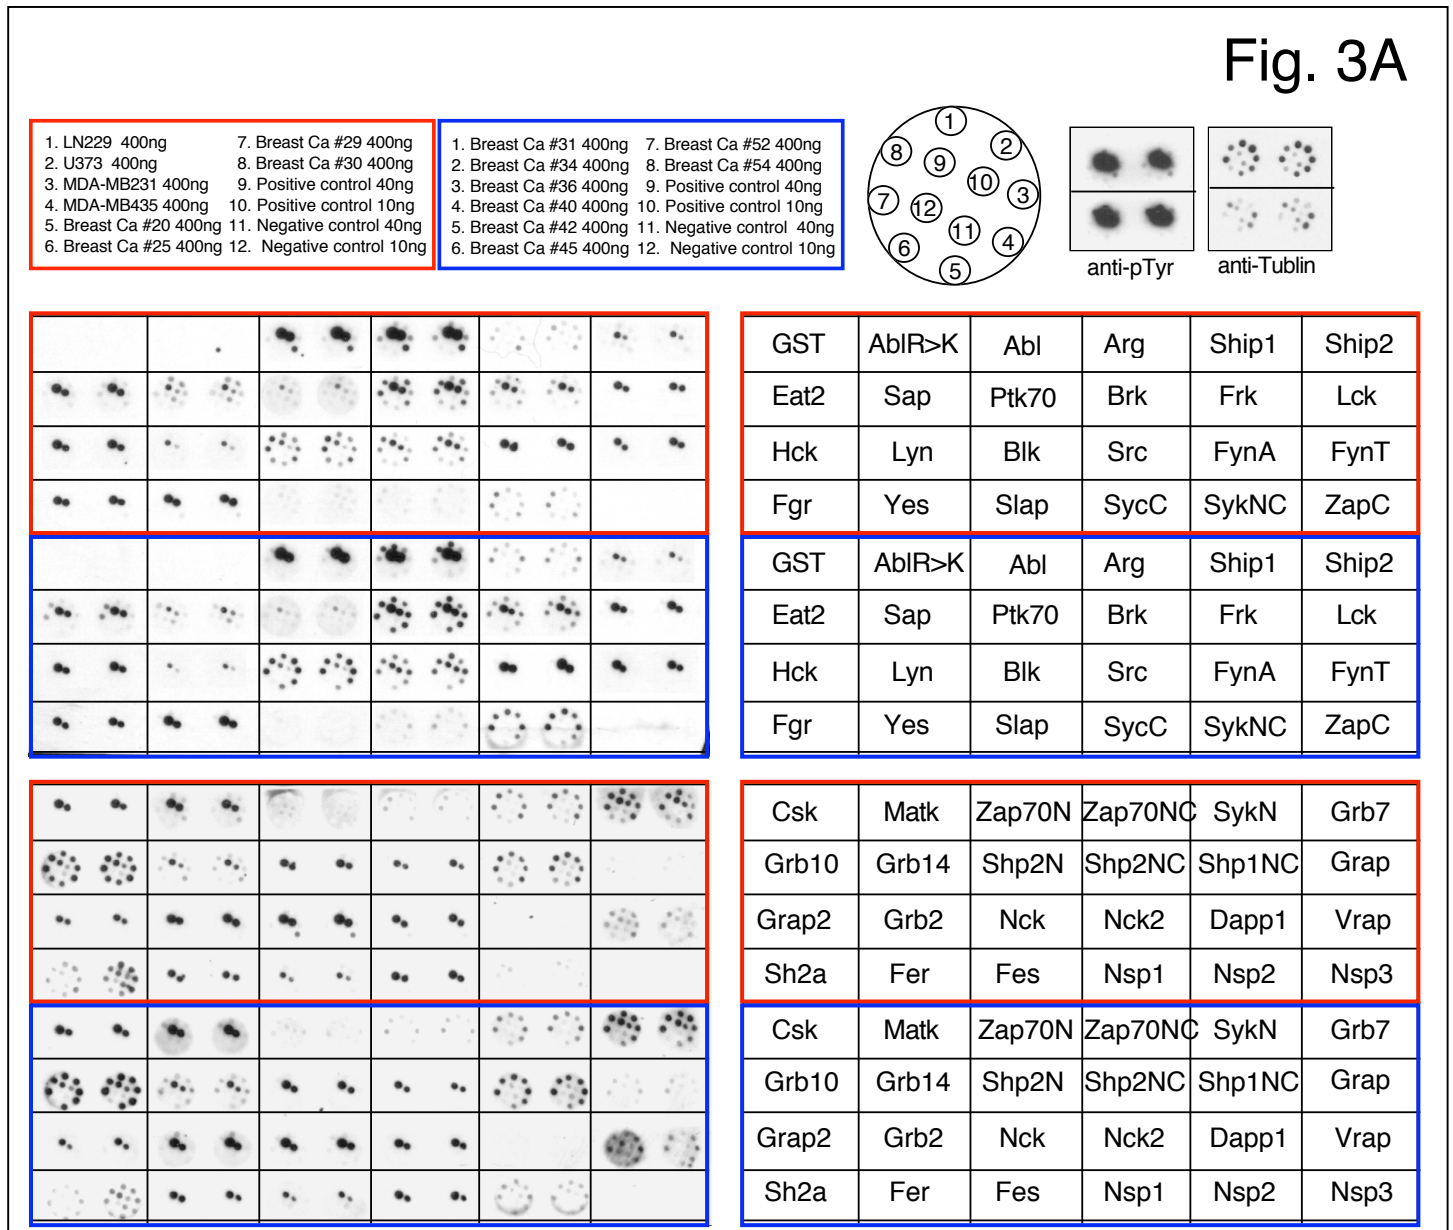 Fig. 3A
1. LN229 400ng 7. Breast Ca #29 400ng
2. U373 400ng 8. Breast Ca #30 400ng
3. MDA-MB231 400ng 9. Positive control 40ng
4. MDA-MB435 400ng 10. Positive control 10ng
5. Breast Ca #20 400ng 11. Negative control 40ng
6. Breast Ca #25 400ng 12. Negative control 10ng
1. Breast Ca #31 400ng 7. Breast Ca #52 400ng
2. Breast Ca #34 400ng 8. Breast Ca #54 400ng
3. Breast Ca #36 400ng 9. Positive control 40ng
4. Breast Ca #40 400ng 10. Positive control 10ng
5. Breast Ca #42 400ng 11. Negative control 40ng
6. Breast Ca #45 400ng 12. Negative control 10ng
1
2
8
9
10
3
7
12
11
4
6
5
anti-pTyr
anti-Tublin
GST AblR>K Abl Arg Ship1 Ship2
Eat2 Sap Ptk70 Brk Frk Lck
Hck Lyn Blk Src FynA FynT
Fgr Yes Slap SycC SykNC ZapC
GST AblR>K Abl Arg Ship1 Ship2
Eat2 Sap Ptk70 Brk Frk Lck
Hck Lyn Blk Src FynA FynT
Fgr Yes Slap SycC SykNC ZapC
Csk Matk Zap70N Zap70NC SykN Grb7
Grb10 Grb14 Shp2N Shp2NC Shp1NC Grap
Grap2 Grb2 Nck Nck2 Dapp1 Vrap
Sh2a Fer Fes Nsp1 Nsp2 Nsp3
Csk Matk Zap70N Zap70NC SykN Grb7
Grb10 Grb14 Shp2N Shp2NC Shp1NC Grap
Grap2 Grb2 Nck Nck2 Dapp1 Vrap
Sh2a Fer Fes Nsp1 Nsp2 Nsp3